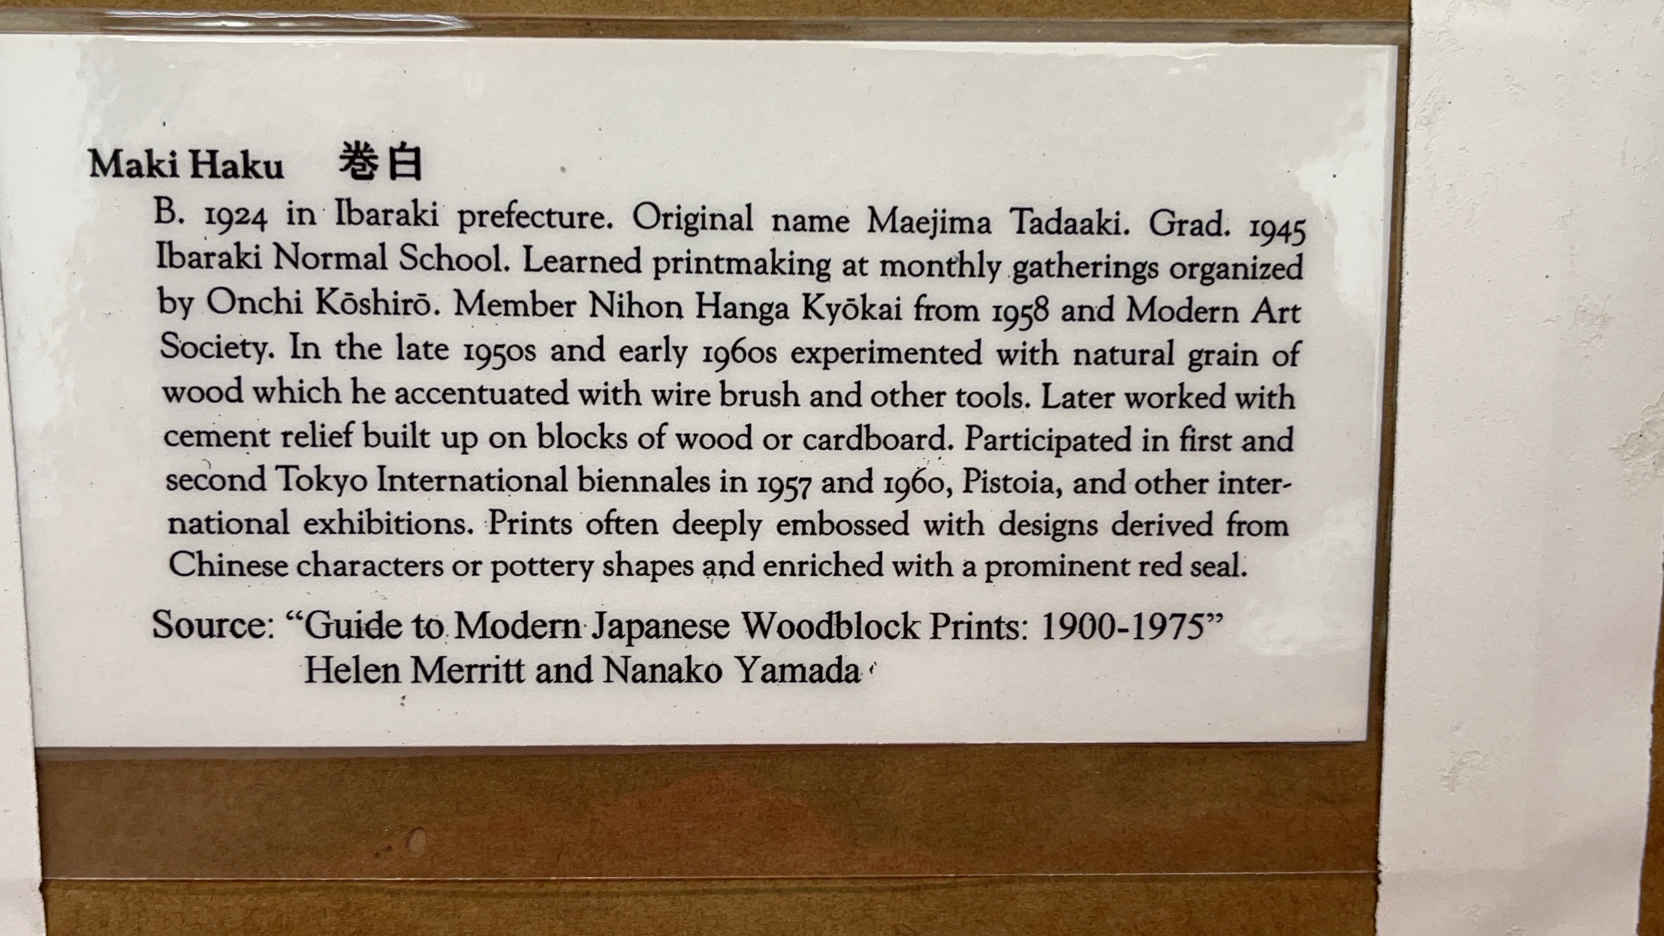 Maki Haku 巻白
B. 1924 in Ibaraki prefecture. Original name Maejima Tadaaki. Grad. 1945
Ibaraki Normal School. Learned printmaking at monthly gatherings organized
by Onchi Kōshirō. Member Nihon Hanga Kyōkai from 1958 and Modern Art
Society. In the late 1950s and early 1960s experimented with natural grain of
wood which he accentuated with wire brush and other tools. Later worked with
cement relief built up on blocks of wood or cardboard. Participated in first and
second Tokyo International biennales in 1957 and 1960, Pistoia, and other inter-
national exhibitions. Prints often deeply embossed with designs derived from
Chinese characters or pottery shapes and enriched with a prominent red seal.
Source: “Guide to Modern Japanese Woodblock Prints: 1900-1975”
Helen Merritt and Nanako Yamada